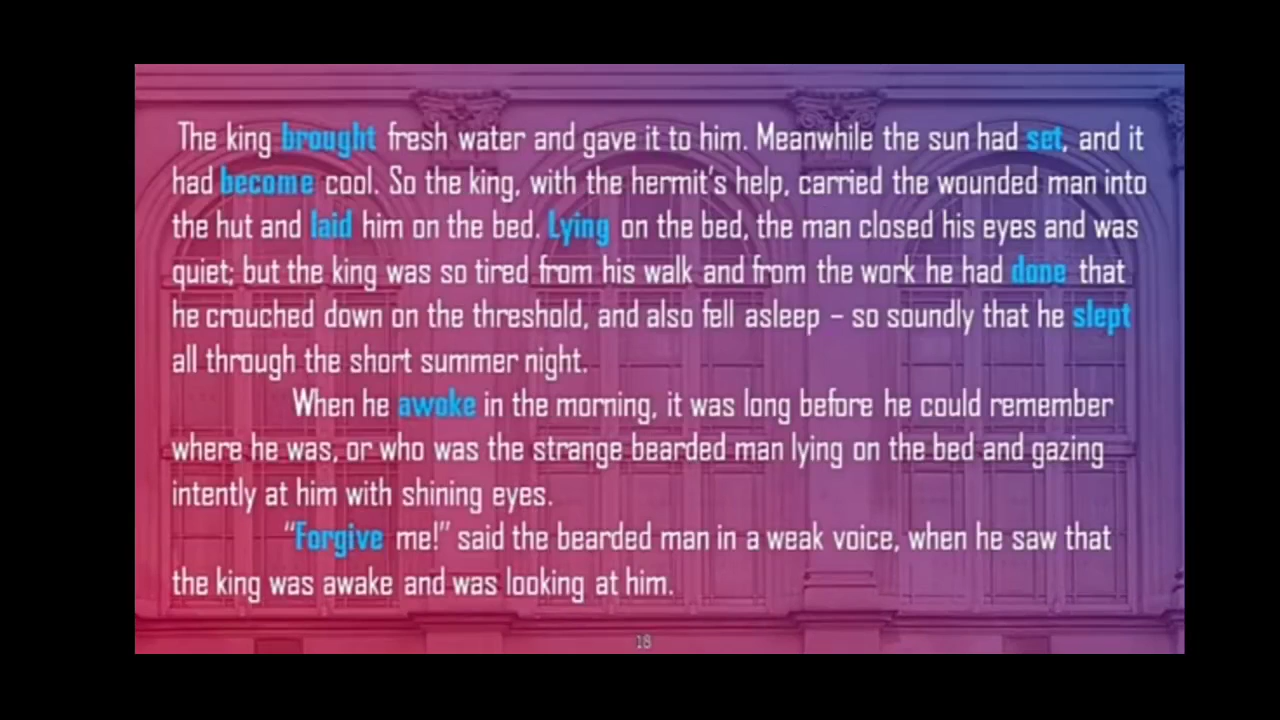 The king brought fresh water and gave it to him. Meanwhile the sun had set, and it
had become cool. So the king, with the hermit's help, carried the wounded man into
the hut and laid him on the bed. Lying on the bed, the man closed his eyes and was
quiet; but the king was so tired from his walk and from the work he had done that
he crouched down on the threshold, and also fell asleep – so soundly that he slept
all through the short summer night.
When he awoke in the morning, it was long before he could remember
where he was, or who was the strange bearded man lying on the bed and gazing
intently at him with shining eyes.
“Forgive me!” said the bearded man in a weak voice, when he saw that
the king was awake and was looking at him.
18